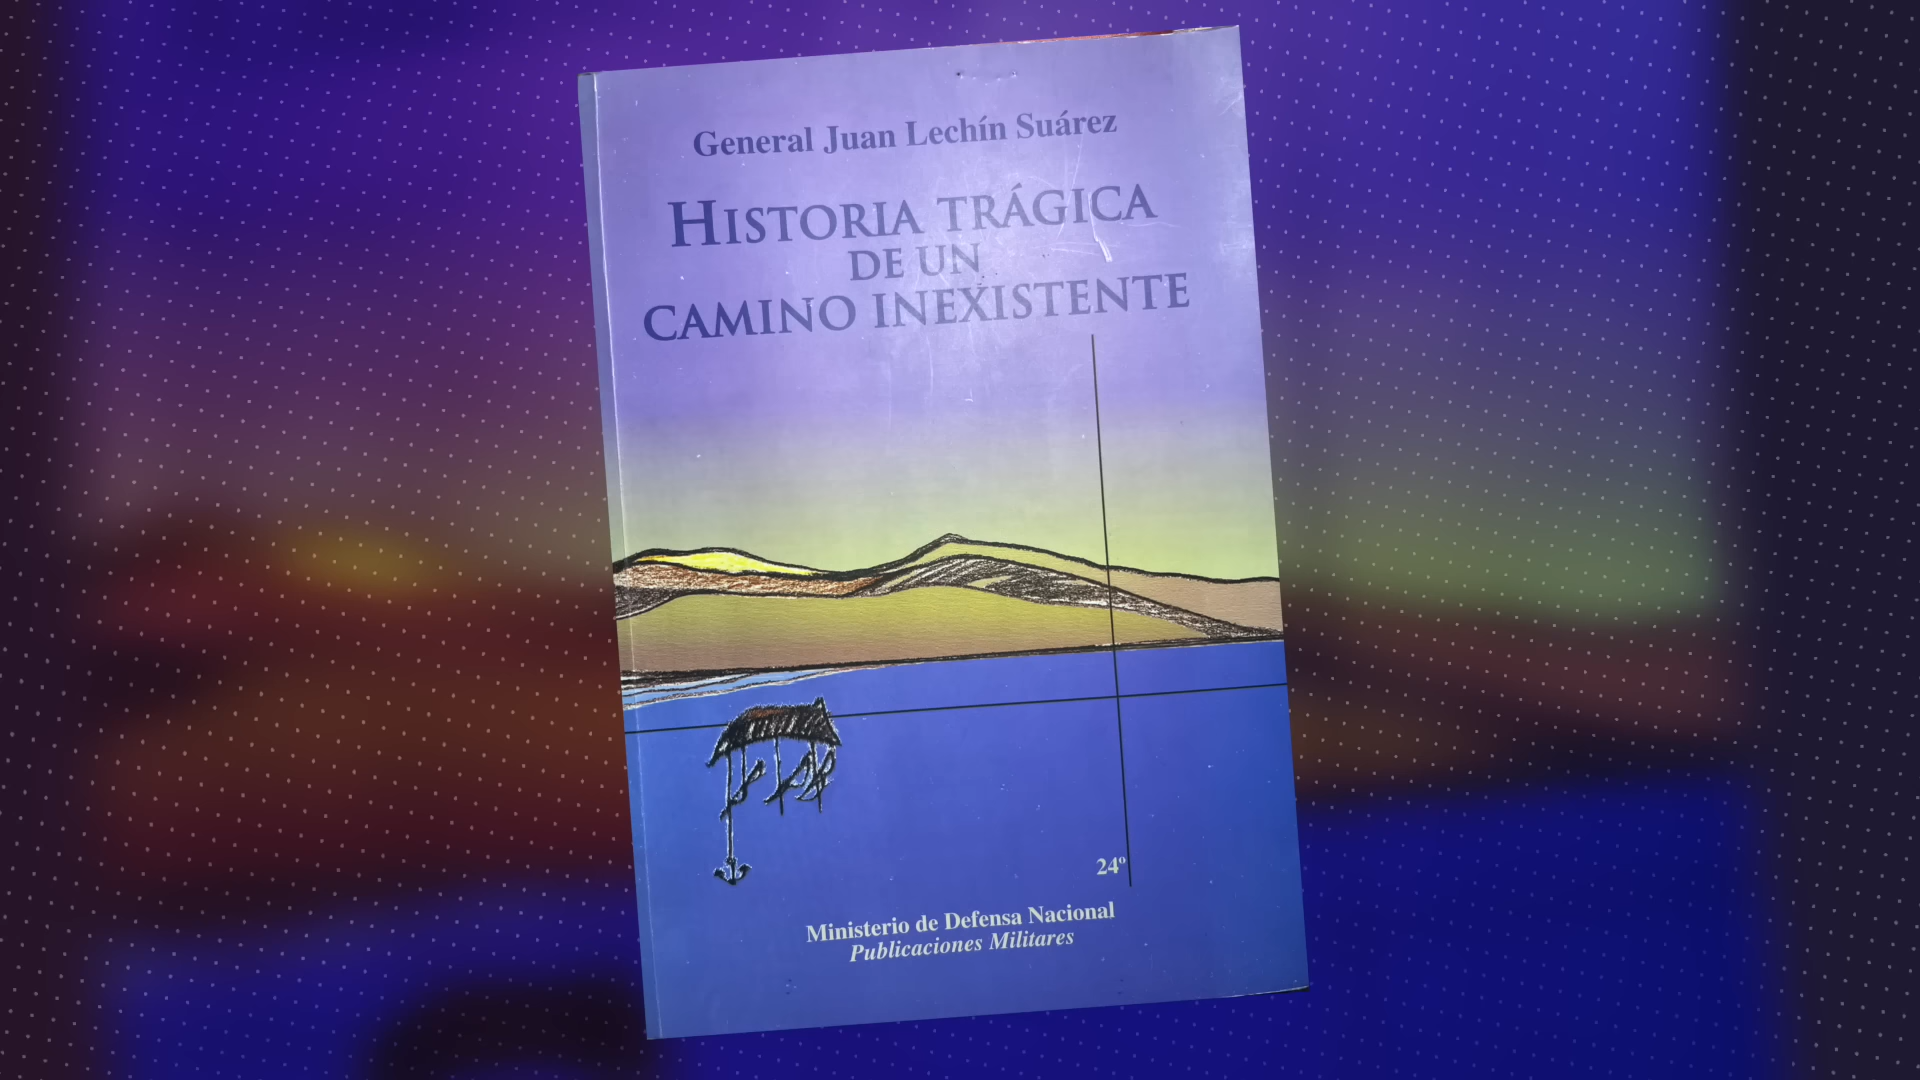 General Juan Lechín Suárez
HISTORIA TRÁGICA
DE UN
CAMINO INEXISTENTE
24º
Ministerio de Defensa Nacional
Publicaciones Militares